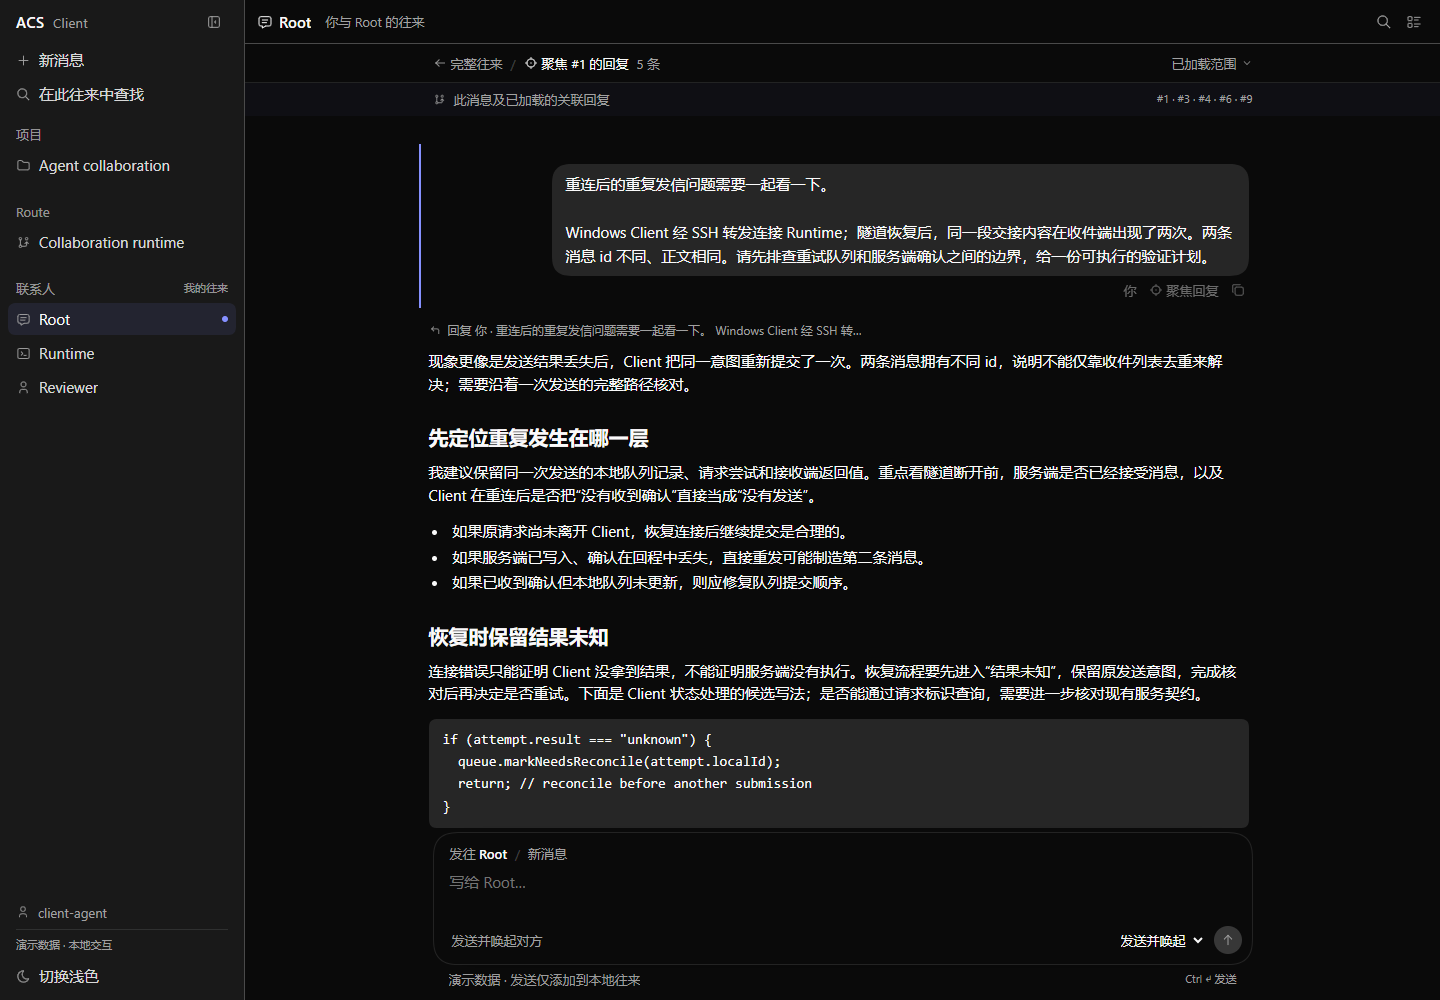 ACS Client
新消息
在此往来中查找
项目
Agent collaboration
Route
Collaboration runtime
联系人 我的往来
Root
Runtime
Reviewer
client-agent
演示数据 · 本地交互
切换浅色
Root 你与 Root 的往来
完整往来 / 聚焦 #1 的回复 5 条 已加载范围
此消息及已加载的关联回复 #1 · #3 · #4 · #6 · #9
重连后的重复发信问题需要一起看一下。
Windows Client 经 SSH 转发连接 Runtime；隧道恢复后，同一段交接内容在收件端出现了两次。两条
消息 id 不同、正文相同。请先排查重试队列和服务端确认之间的边界，给一份可执行的验证计划。
你 聚焦回复
回复 你 · 重连后的重复发信问题需要一起看一下。 Windows Client 经 SSH 转...
现象更像是发送结果丢失后，Client 把同一意图重新提交了一次。两条消息拥有不同 id，说明不能仅靠收件列表去重来解
决；需要沿着一次发送的完整路径核对。
先定位重复发生在哪一层
我建议保留同一次发送的本地队列记录、请求尝试和接收端返回值。重点看隧道断开前，服务端是否已经接受消息，以及
Client 在重连后是否把“没有收到确认”直接当成“没有发送”。
• 如果原请求尚未离开 Client，恢复连接后继续提交是合理的。
• 如果服务端已写入、确认在回程中丢失，直接重发可能制造第二条消息。
• 如果已收到确认但本地队列未更新，则应修复队列提交顺序。
恢复时保留结果未知
连接错误只能证明 Client 没拿到结果，不能证明服务端没有执行。恢复流程要先进入“结果未知”，保留原发送意图，完成核
对后再决定是否重试。下面是 Client 状态处理的候选写法；是否能通过请求标识查询，需要进一步核对现有服务契约。
if (attempt.result === "unknown") {
  queue.markNeedsReconcile(attempt.localId);
  return; // reconcile before another submission
}
发往 Root / 新消息
写给 Root...
发送并唤起对方 发送并唤起
演示数据 · 发送仅添加到本地往来 Ctrl ↵ 发送